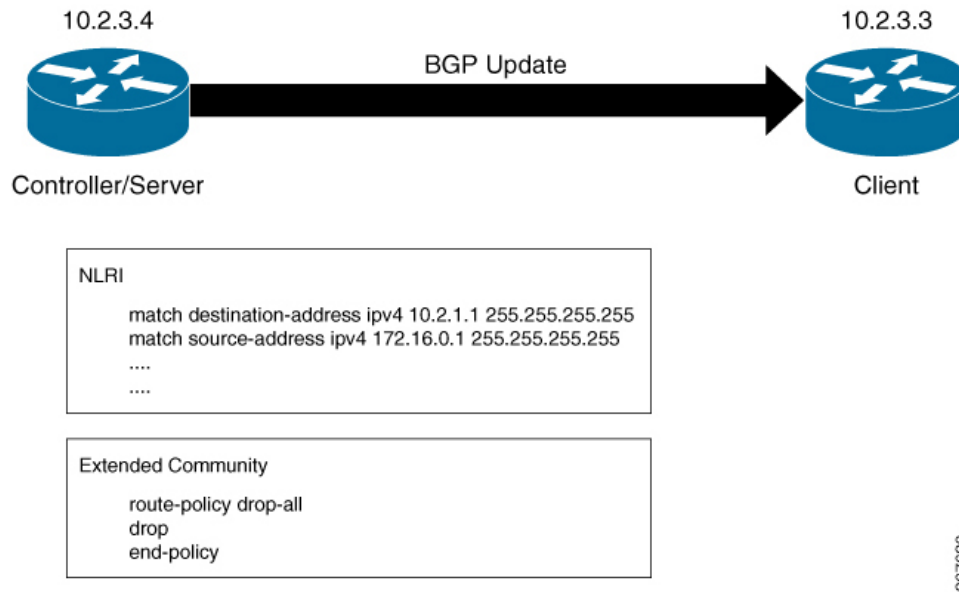 10.2.3.4
10.2.3.3
BGP Update
Controller/Server
Client
NLRI
match destination-address ipv4 10.2.1.1 255.255.255.255
match source-address ipv4 172.16.0.1 255.255.255.255
....
....
Extended Community
route-policy drop-all
drop
end-policy